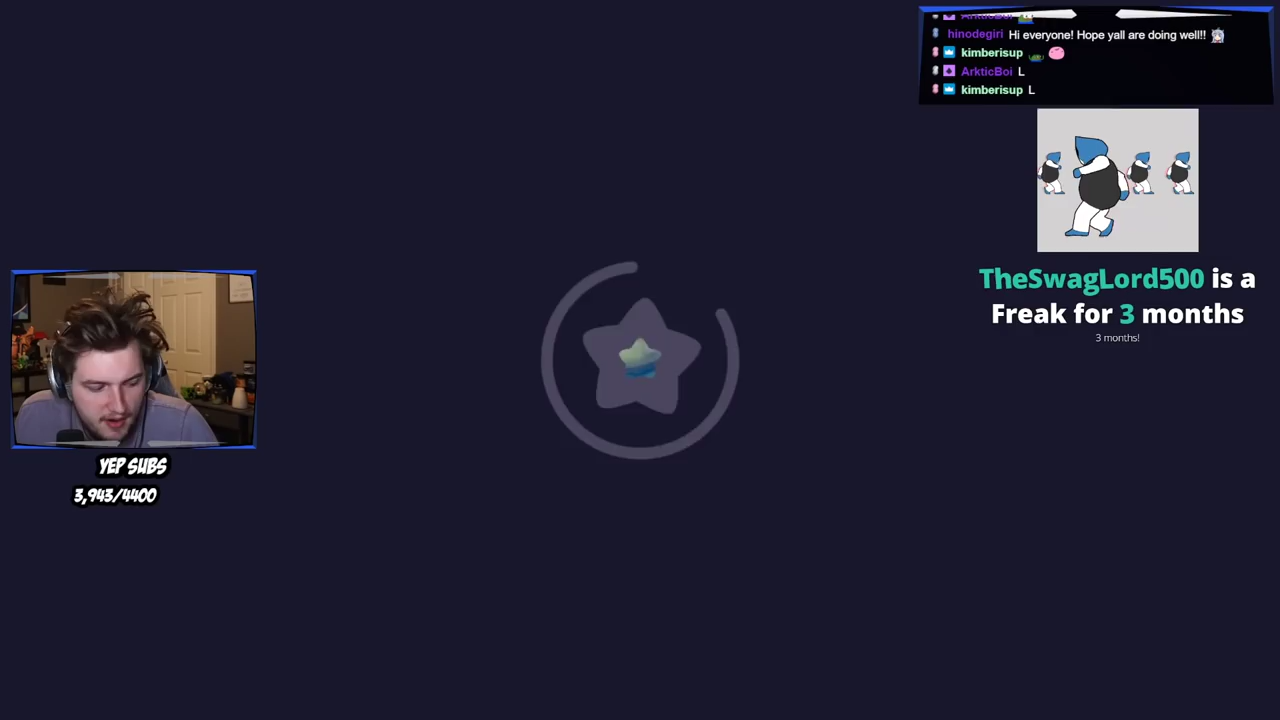 hinodegiri Hi everyone! Hope yall are doing well!!
kimberisup
ArkticBoi L
kimberisup L
TheSwagLord500 is a
Freak for 3 months
3 months!
YEP SUBS
3,943/4400